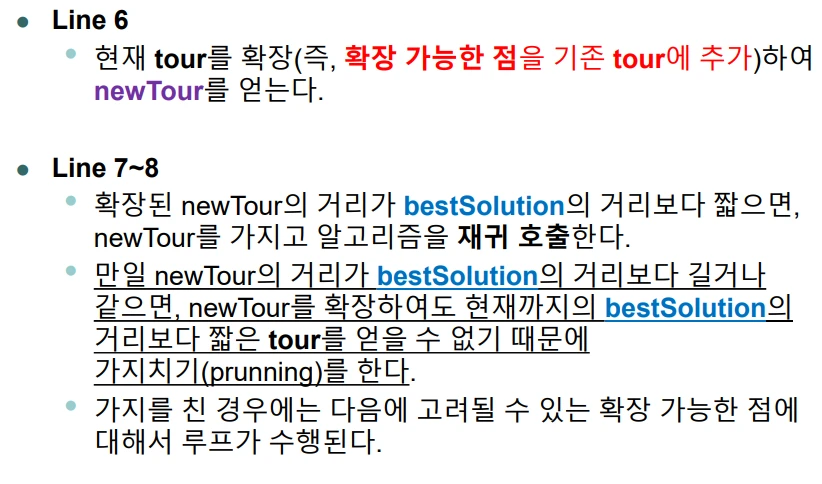 Line 6
현재 tour를 확장(즉, 확장 가능한 점을 기존 tour에 추가)하여
newTour를 얻는다.
Line 7~8
확장된 newTour의 거리가 bestSolution의 거리보다 짧으면,
newTour를 가지고 알고리즘을 재귀 호출한다.
만일 newTour의 거리가 bestSolution의 거리보다 길거나
같으면, newTour를 확장하여도 현재까지의 bestSolution의
거리보다 짧은 tour를 얻을 수 없기 때문에
가지치기(prunning)를 한다.
가지를 친 경우에는 다음에 고려될 수 있는 확장 가능한 점에
대해서 루프가 수행된다.